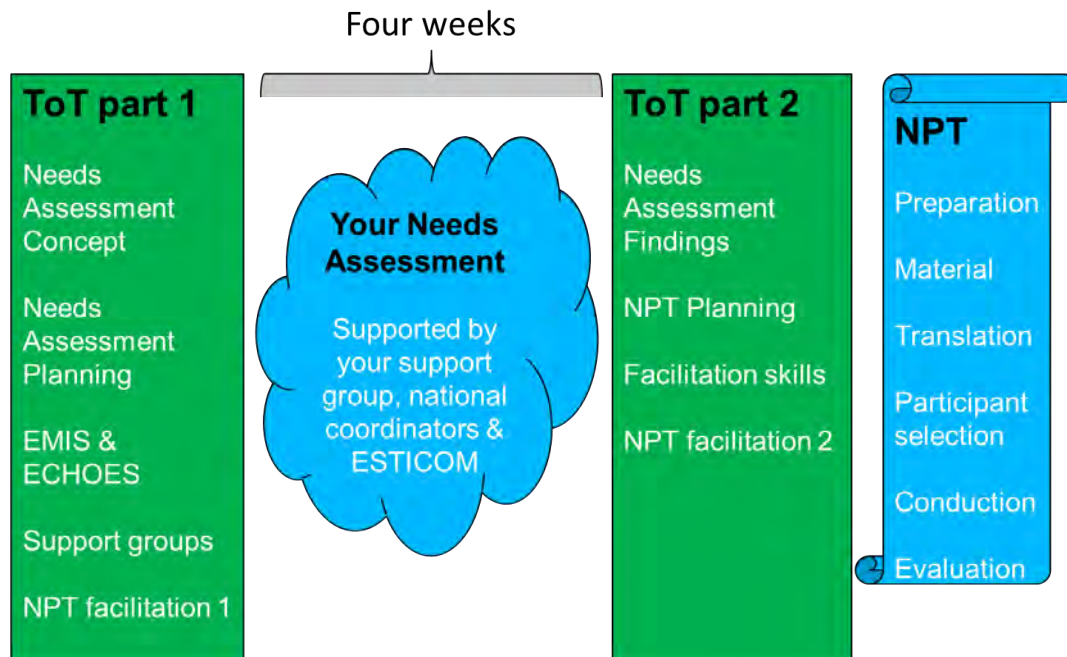 Four weeks
ToT part 1
Needs
Assessment
Concept
Needs
Assessment
Planning
EMIS &
ECHOES
Support groups
NPT facilitation 1
Your Needs
Assessment
Supported by
your support
group, national
coordinators &
ESTICOM
ToT part 2
Needs
Assessment
Findings
NPT Planning
Facilitation skills
NPT facilitation 2
NPT
Preparation
Material
Translation
Participant
selection
Conduction
Evaluation